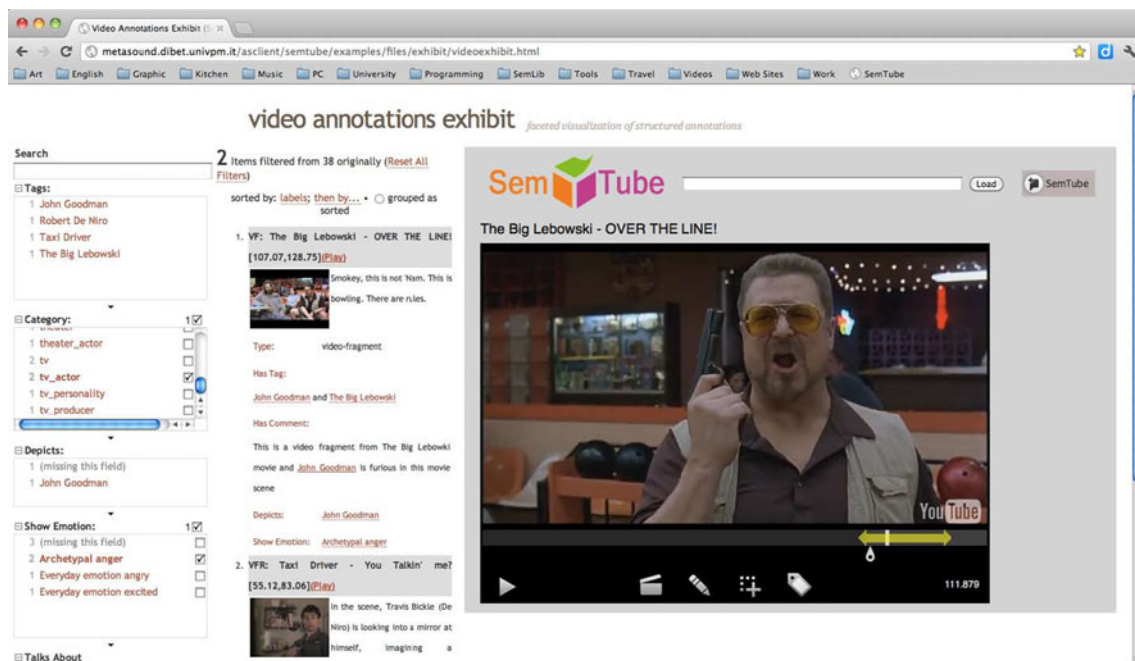 Video Annotations Exhibit (S
metasound.dibet.univpm.it/asclient/semtube/examples/files/exhibit/videoexhibit.html
Art English Graphic Kitchen Music PC University Programming SemLib Tools Travel Videos Web Sites Work SemTube
video annotations exhibit faceted visualization of structured annotations
Search
Tags:
1 John Goodman
1 Robert De Niro
1 Taxi Driver
1 The Big Lebowski
Category: 1
1 theater_actor
2 tv
2 tv_actor
1 tv_personality
1 tv_producer
Depicts:
1 (missing this field)
1 John Goodman
Show Emotion: 1
3 (missing this field)
2 Archetypal anger
1 Everyday emotion angry
1 Everyday emotion excited
Talks About
2 Items filtered from 38 originally (Reset All
Filters)
sorted by: labels; then by... • grouped as
sorted
1. VF: The Big Lebowski - OVER THE LINE!
[107.07,128.75](Play)
Smokey, this is not 'Nam. This is
bowling. There are rules.
Type: video-fragment
Has Tag:
John Goodman and The Big Lebowski
Has Comment:
This is a video fragment from The Big Lebowki
movie and John Goodman is furious in this movie
scene
Depicts: John Goodman
Show Emotion: Archetypal anger
2. VFR: Taxi Driver - You Talkin' me?
[55.12,83.06](Play)
In the scene, Travis Bickle (De
Niro) is looking into a mirror at
himself, imagining a
SemTube
Load
SemTube
The Big Lebowski - OVER THE LINE!
YouTube
111.879